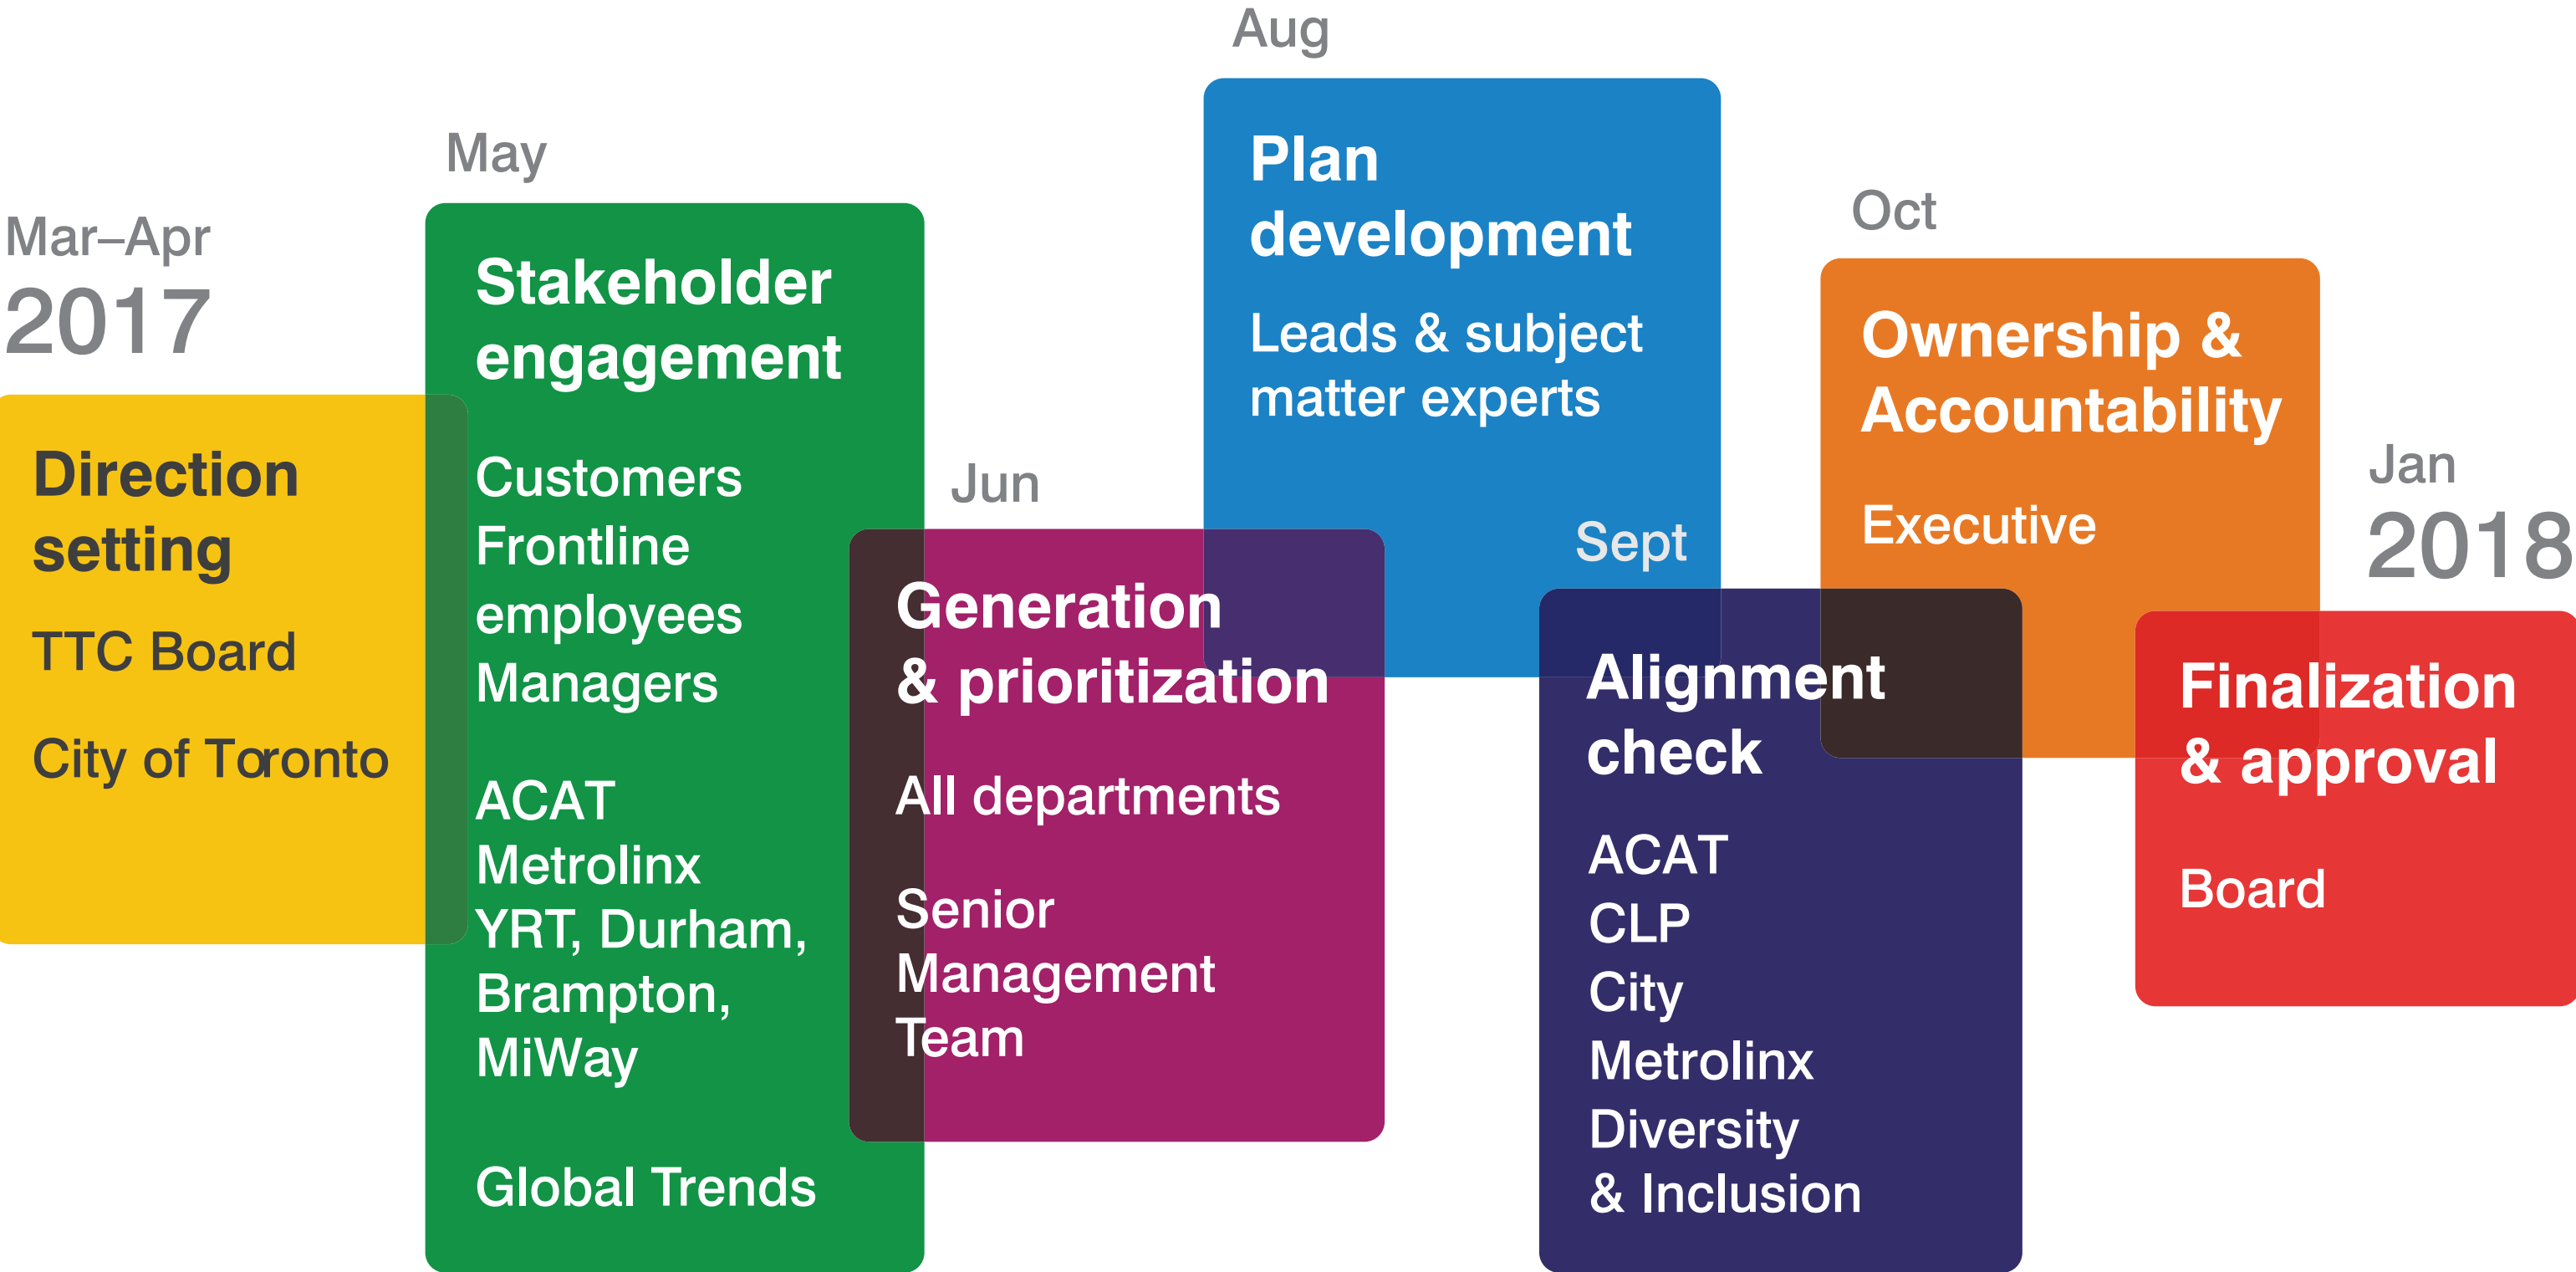 Mar–Apr
2017
Direction
setting
TTC Board
City of Toronto
May
Stakeholder
engagement
Customers
Frontline
employees
Managers
ACAT
Metrolinx
YRT, Durham,
Brampton,
MiWay
Global Trends
Jun
Generation
& prioritization
All departments
Senior
Management
Team
Aug
Plan
development
Leads & subject
matter experts
Sept
Alignment
check
ACAT
CLP
City
Metrolinx
Diversity
& Inclusion
Oct
Ownership &
Accountability
Executive
Jan
2018
Finalization
& approval
Board